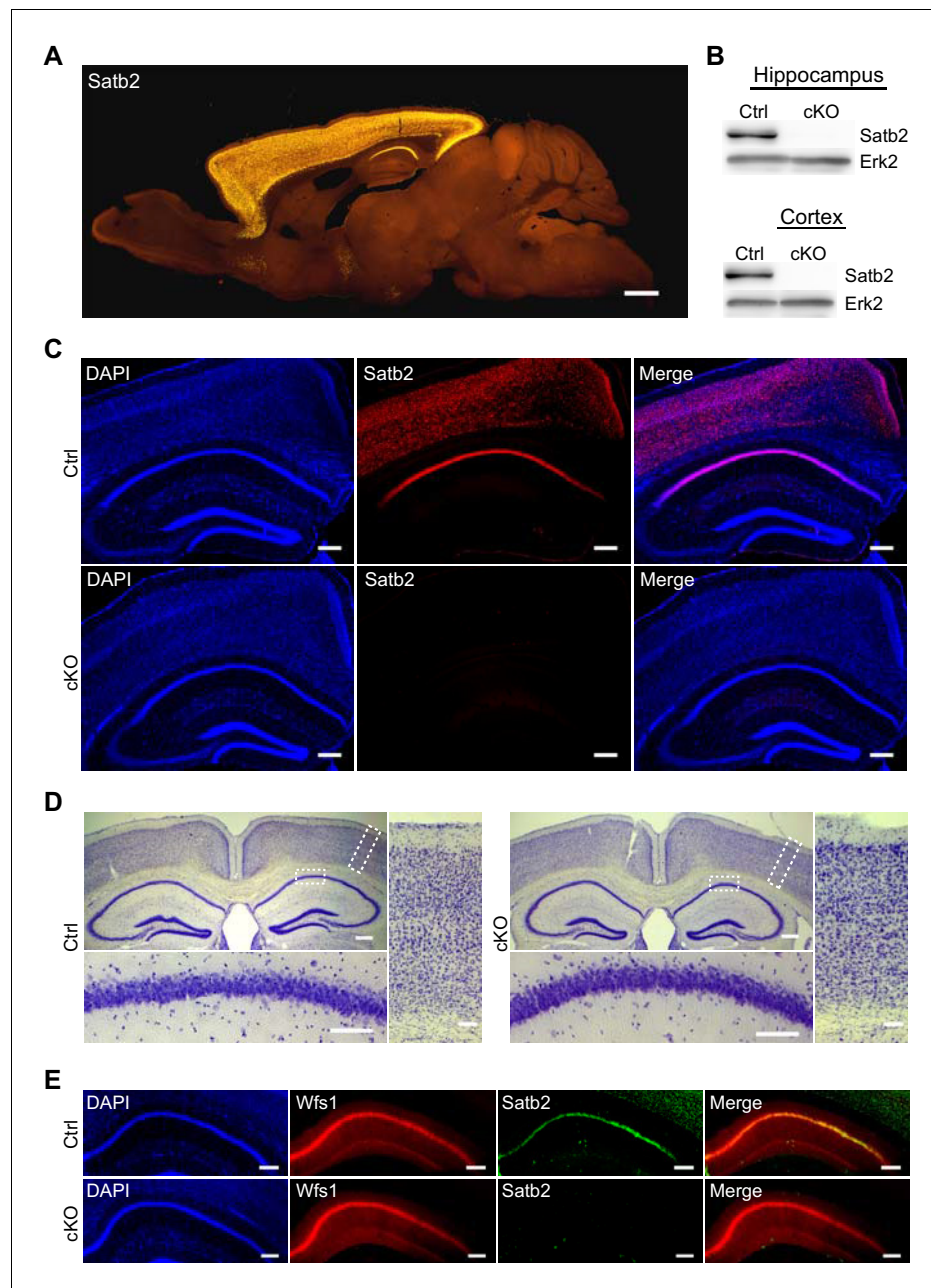 A
Satb2
B
Hippocampus
Ctrl cKO
Satb2
Erk2
Cortex
Ctrl cKO
Satb2
Erk2
C
Ctrl
DAPI Satb2 Merge
cKO
DAPI Satb2 Merge
D
Ctrl
cKO
E
Ctrl
DAPI Wfs1 Satb2 Merge
cKO
DAPI Wfs1 Satb2 Merge